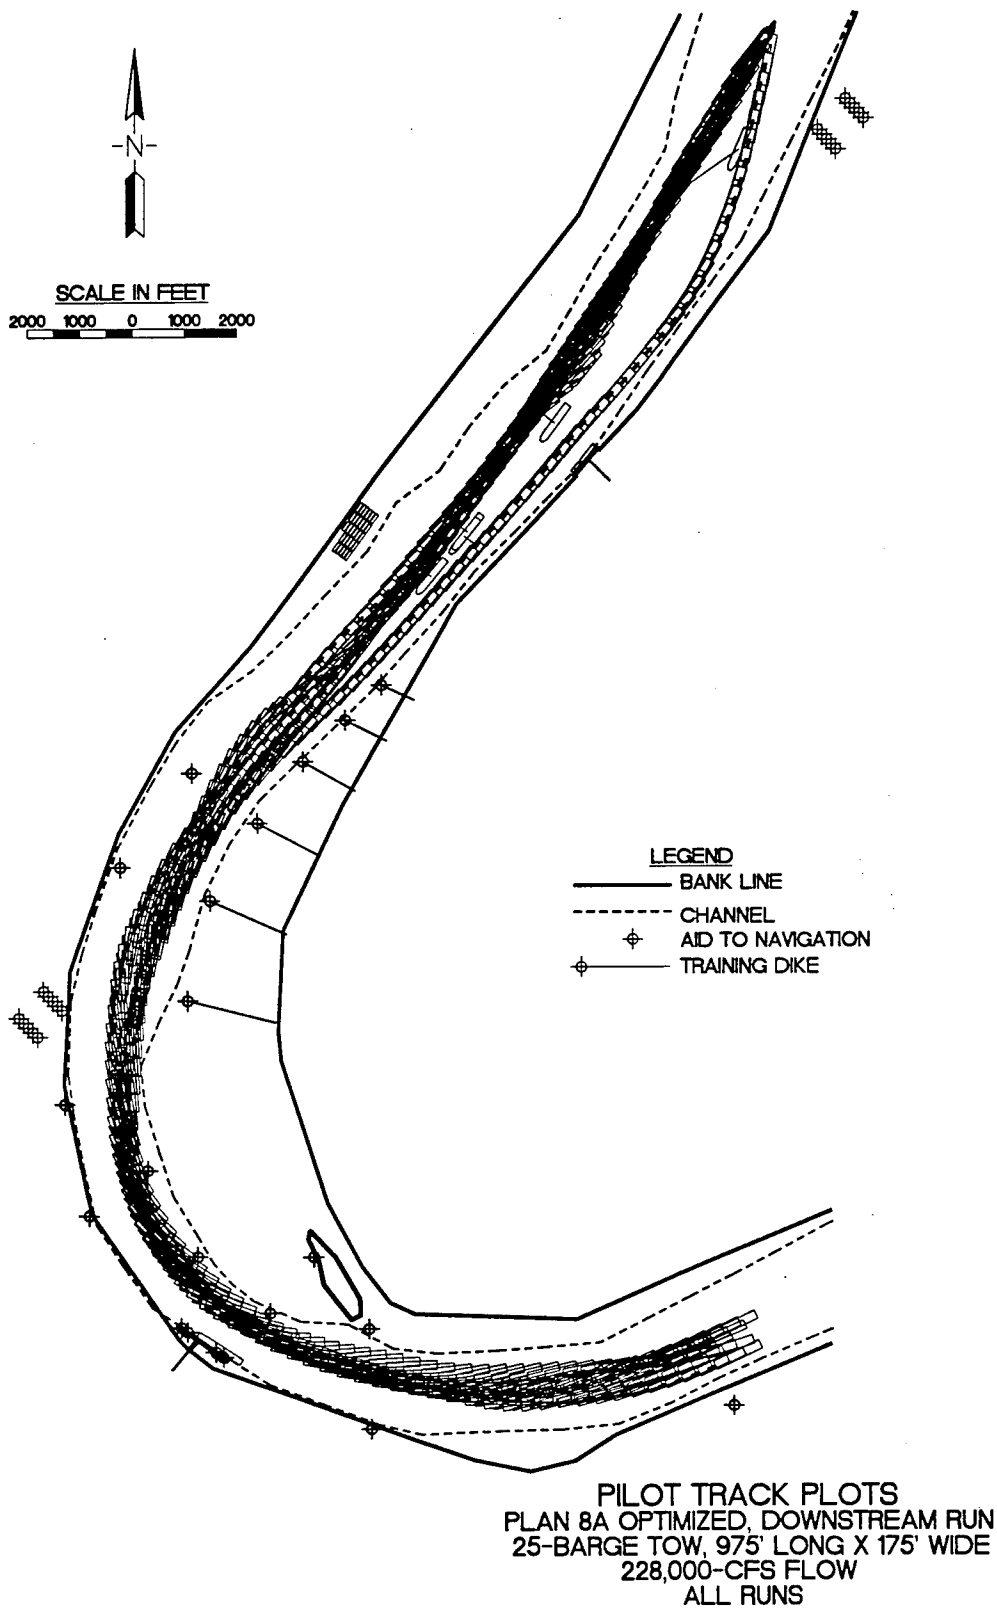 -N-
SCALE IN FEET
2000 1000 0 1000 2000
LEGEND
BANK LINE
CHANNEL
AID TO NAVIGATION
TRAINING DIKE
PILOT TRACK PLOTS
PLAN 8A OPTIMIZED, DOWNSTREAM RUN
25-BARGE TOW, 975' LONG X 175' WIDE
228,000-CFS FLOW
ALL RUNS